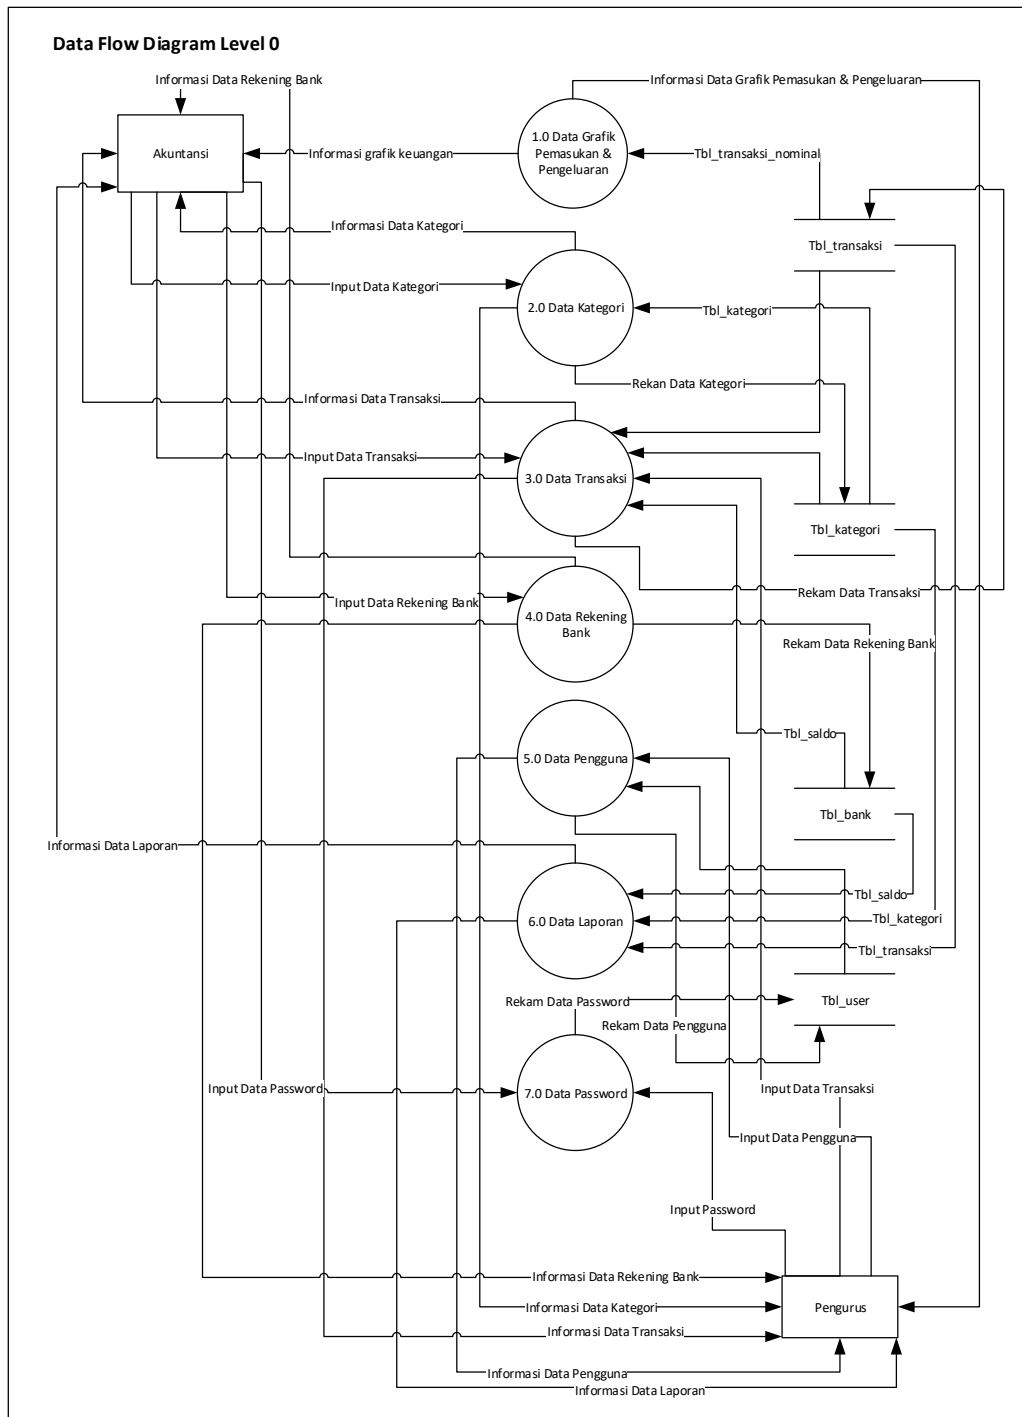 Data Flow Diagram Level 0
Informasi Data Rekening Bank
Informasi Data Grafik Pemasukan & Pengeluaran
Akuntansi
Informasi grafik keuangan
1.0 Data Grafik
Pemasukan &
Pengeluaran
Tbl_transaksi_nominal
Informasi Data Kategori
Tbl_transaksi
Input Data Kategori
2.0 Data Kategori
Tbl_kategori
Rekan Data Kategori
Informasi Data Transaksi
Input Data Transaksi
3.0 Data Transaksi
Tbl_kategori
Rekam Data Transaksi
Input Data Rekening Bank
4.0 Data Rekening
Bank
Rekam Data Rekening Bank
Tbl_saldo
5.0 Data Pengguna
Tbl_bank
Informasi Data Laporan
Tbl_saldo
6.0 Data Laporan
Tbl_kategori
Tbl_transaksi
Rekam Data Password
Tbl_user
Rekam Data Pengguna
Input Data Password
7.0 Data Password
Input Data Transaksi
Input Data Pengguna
Input Password
Informasi Data Rekening Bank
Informasi Data Kategori
Pengurus
Informasi Data Transaksi
Informasi Data Pengguna
Informasi Data Laporan